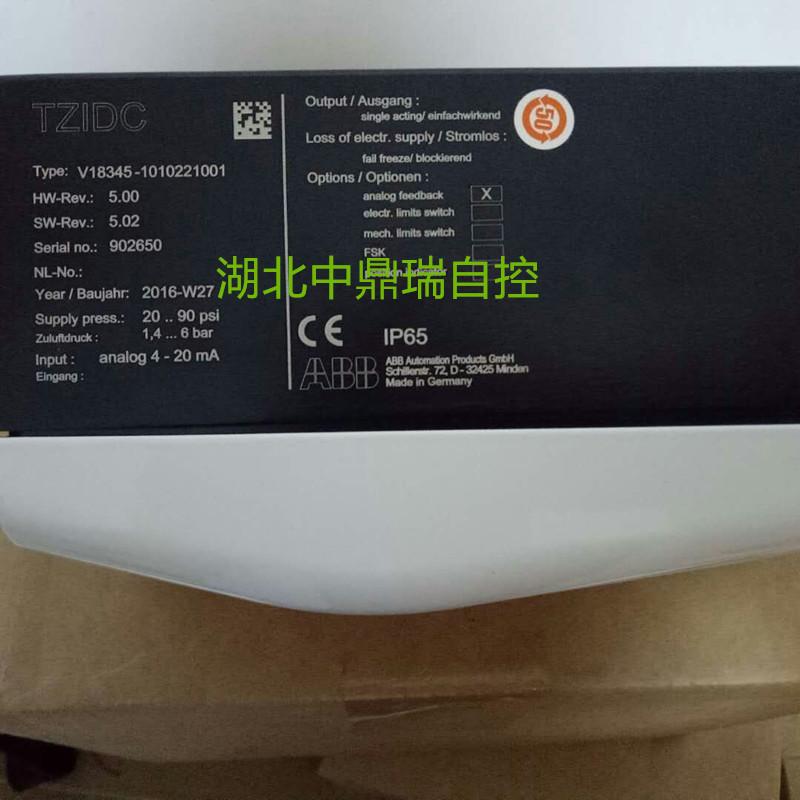 TZIDC
Type: V18345-1010221001
HW-Rev.: 5.00
SW-Rev.: 5.02
Serial no.: 902650
NL-No.:
Year / Baujahr: 2016-W27
Supply press.: 20 .. 90 psi
Zuluftdruck : 1,4 ... 6 bar
Input : analog 4 - 20 mA
Eingang :
Output / Ausgang :
single acting/ einfachwirkend
Loss of electr. supply / Stromlos :
fail freeze/ blockierend
Options / Optionen :
analog feedback X
electr. limits switch
mech. limits switch
FSK
position indicator
湖北中鼎瑞自控
CE IP65
ABB
ABB Automation Products GmbH
Schillerstr. 72, D - 32425 Minden
Made in Germany
50